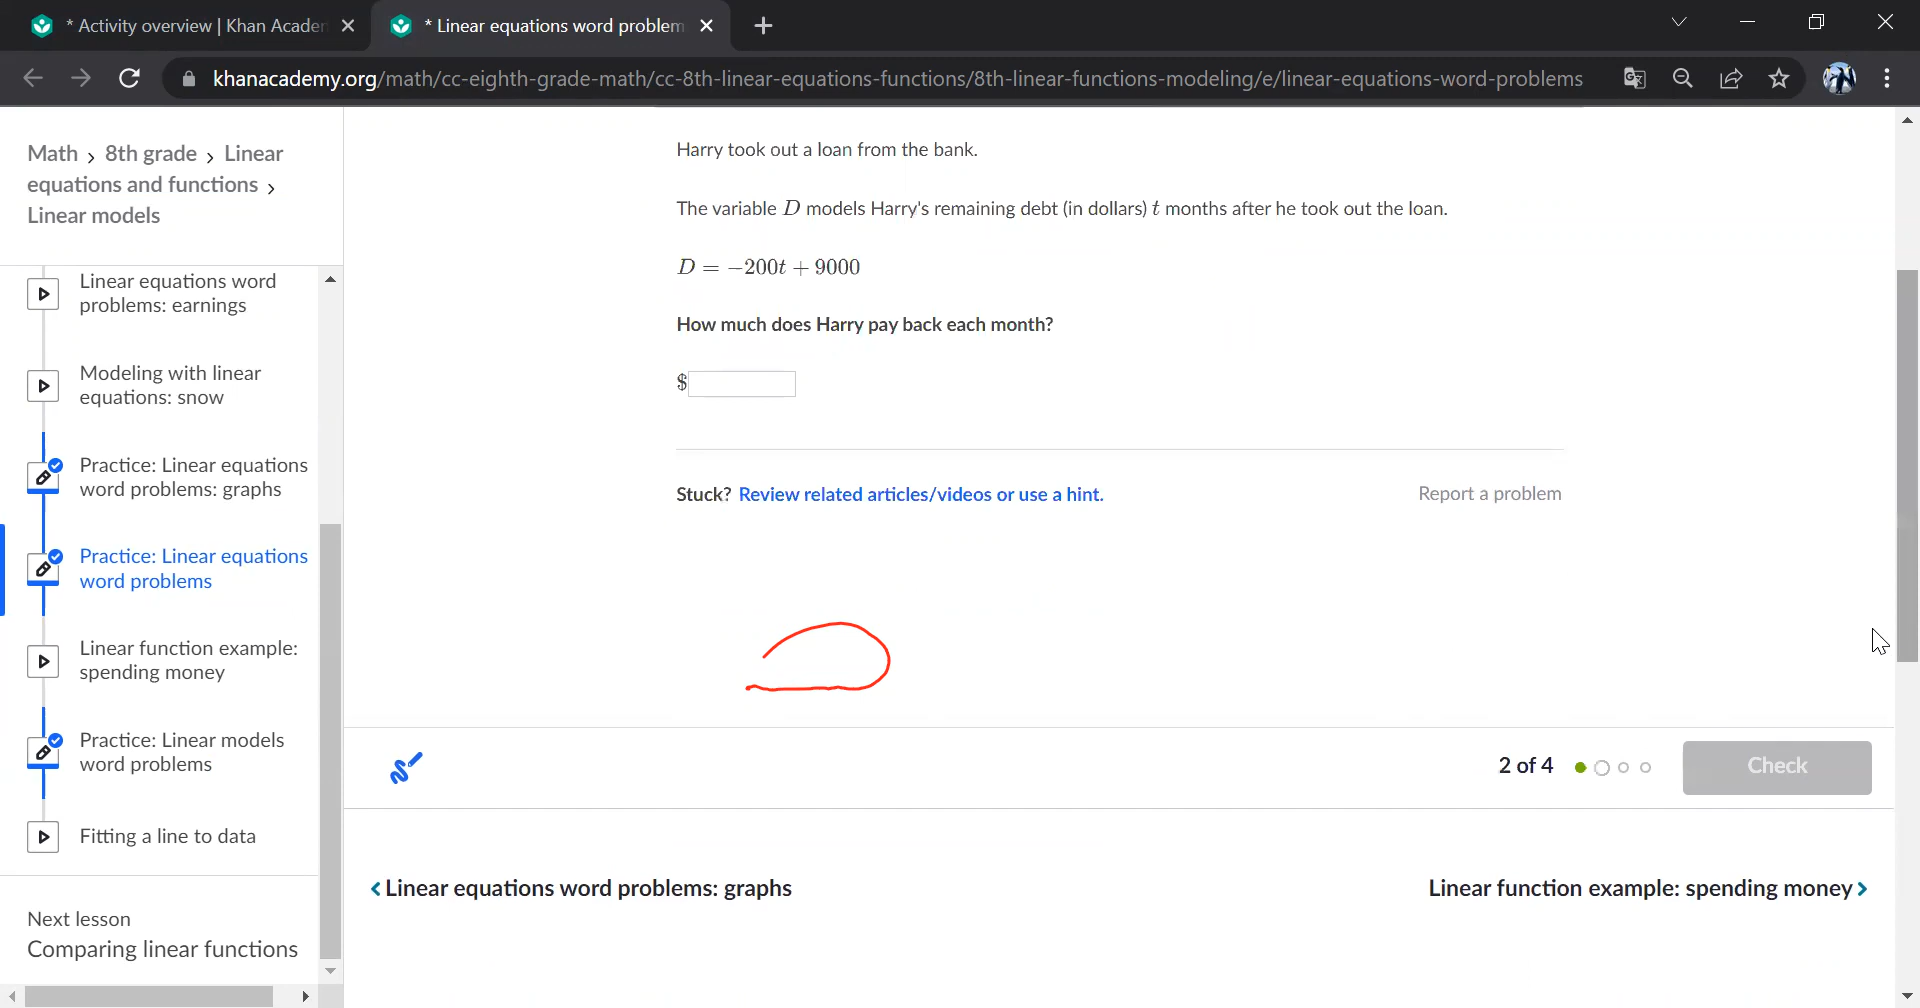 * Activity overview | Khan Acade
* Linear equations word problem
khanacademy.org/math/cc-eighth-grade-math/cc-8th-linear-equations-functions/8th-linear-functions-modeling/e/linear-equations-word-problems
Math › 8th grade › Linear
equations and functions ›
Linear models
Linear equations word
problems: earnings
Modeling with linear
equations: snow
Practice: Linear equations
word problems: graphs
Practice: Linear equations
word problems
Linear function example:
spending money
Practice: Linear models
word problems
Fitting a line to data
Next lesson
Comparing linear functions
Harry took out a loan from the bank.
The variable D models Harry's remaining debt (in dollars) t months after he took out the loan.
D = −200t + 9000
How much does Harry pay back each month?
$
Stuck? Review related articles/videos or use a hint.
Report a problem
2 of 4
Check
‹ Linear equations word problems: graphs
Linear function example: spending money ›